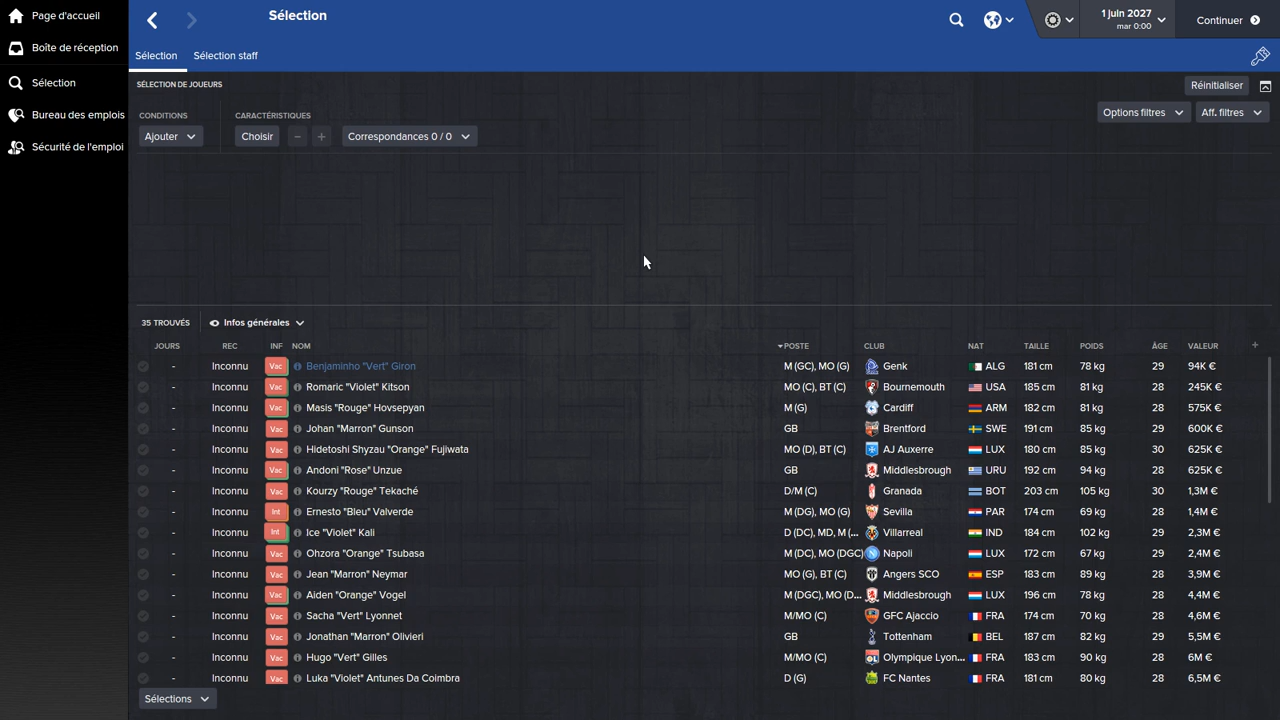 Page d'accueil
Boîte de réception
Sélection
Bureau des emplois
Sécurité de l'emploi
Sélection
1 juin 2027
mar 0:00
Continuer
Sélection Sélection staff
SÉLECTION DE JOUEURS
Réinitialiser
CONDITIONS CARACTÉRISTIQUES
Options filtres Aff. filtres
Ajouter Choisir - + Correspondances 0 / 0
35 TROUVÉS Infos générales
JOURS REC INF NOM POSTE CLUB NAT TAILLE POIDS ÂGE VALEUR +
- Inconnu Vac Benjaminho "Vert" Giron M (GC), MO (G) Genk ALG 181 cm 78 kg 29 94K €
- Inconnu Vac Romaric "Violet" Kitson MO (C), BT (C) Bournemouth USA 185 cm 81 kg 28 245K €
- Inconnu Vac Masis "Rouge" Hovsepyan M (G) Cardiff ARM 182 cm 81 kg 28 575K €
- Inconnu Vac Johan "Marron" Gunson GB Brentford SWE 191 cm 85 kg 29 600K €
- Inconnu Vac Hidetoshi Shyzau "Orange" Fujiwata MO (D), BT (C) AJ Auxerre LUX 180 cm 85 kg 30 625K €
- Inconnu Vac Andoni "Rose" Unzue GB Middlesbrough URU 192 cm 94 kg 28 625K €
- Inconnu Vac Kourzy "Rouge" Tekaché D/M (C) Granada BOT 203 cm 105 kg 30 1,3M €
- Inconnu Int Ernesto "Bleu" Valverde M (DG), MO (G) Sevilla PAR 174 cm 69 kg 28 1,4M €
- Inconnu Int Ice "Violet" Kali D (DC), MD, M (... Villarreal IND 184 cm 102 kg 29 2,3M €
- Inconnu Vac Ohzora "Orange" Tsubasa M (DC), MO (DGC) Napoli LUX 172 cm 67 kg 29 2,4M €
- Inconnu Vac Jean "Marron" Neymar MO (G), BT (C) Angers SCO ESP 183 cm 89 kg 28 3,9M €
- Inconnu Vac Aiden "Orange" Vogel M (DGC), MO (D... Middlesbrough LUX 196 cm 78 kg 28 4,4M €
- Inconnu Vac Sacha "Vert" Lyonnet M/MO (C) GFC Ajaccio FRA 174 cm 70 kg 28 4,6M €
- Inconnu Vac Jonathan "Marron" Olivieri GB Tottenham BEL 187 cm 82 kg 29 5,5M €
- Inconnu Vac Hugo "Vert" Gilles M/MO (C) Olympique Lyon... FRA 183 cm 90 kg 28 6M €
- Inconnu Vac Luka "Violet" Antunes Da Coimbra D (G) FC Nantes FRA 181 cm 80 kg 28 6,5M €
Sélections